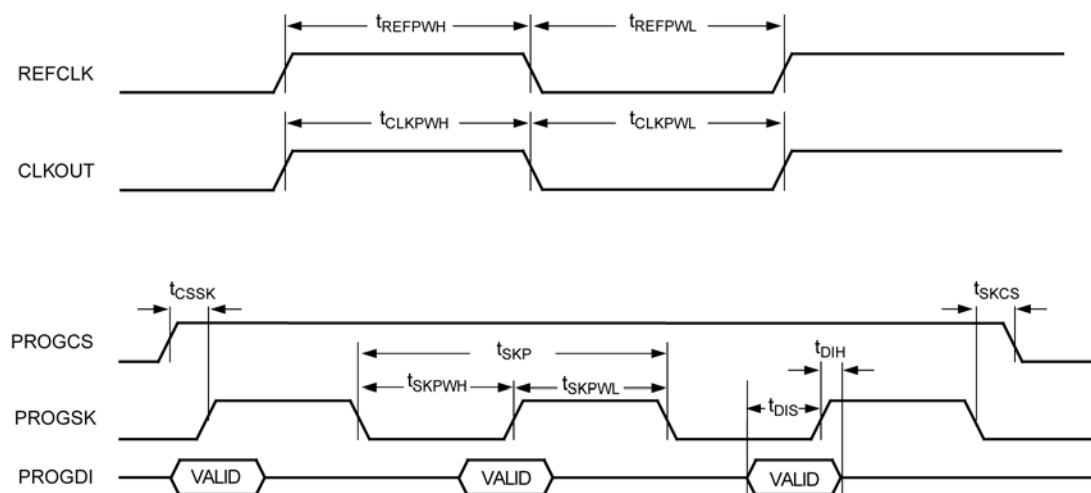 tREFPWH tREFPWL
REFCLK
tCLKPWH tCLKPWL
CLKOUT
tCSSK tSKCS
PROGCS
tSKP tDIH
tSKPWH tSKPWL
tDIS
PROGSK
PROGDI VALID VALID VALID